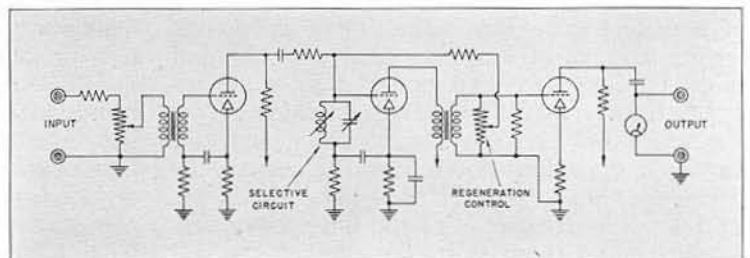 INPUT
SELECTIVE
CIRCUIT
REGENERATION
CONTROL
OUTPUT